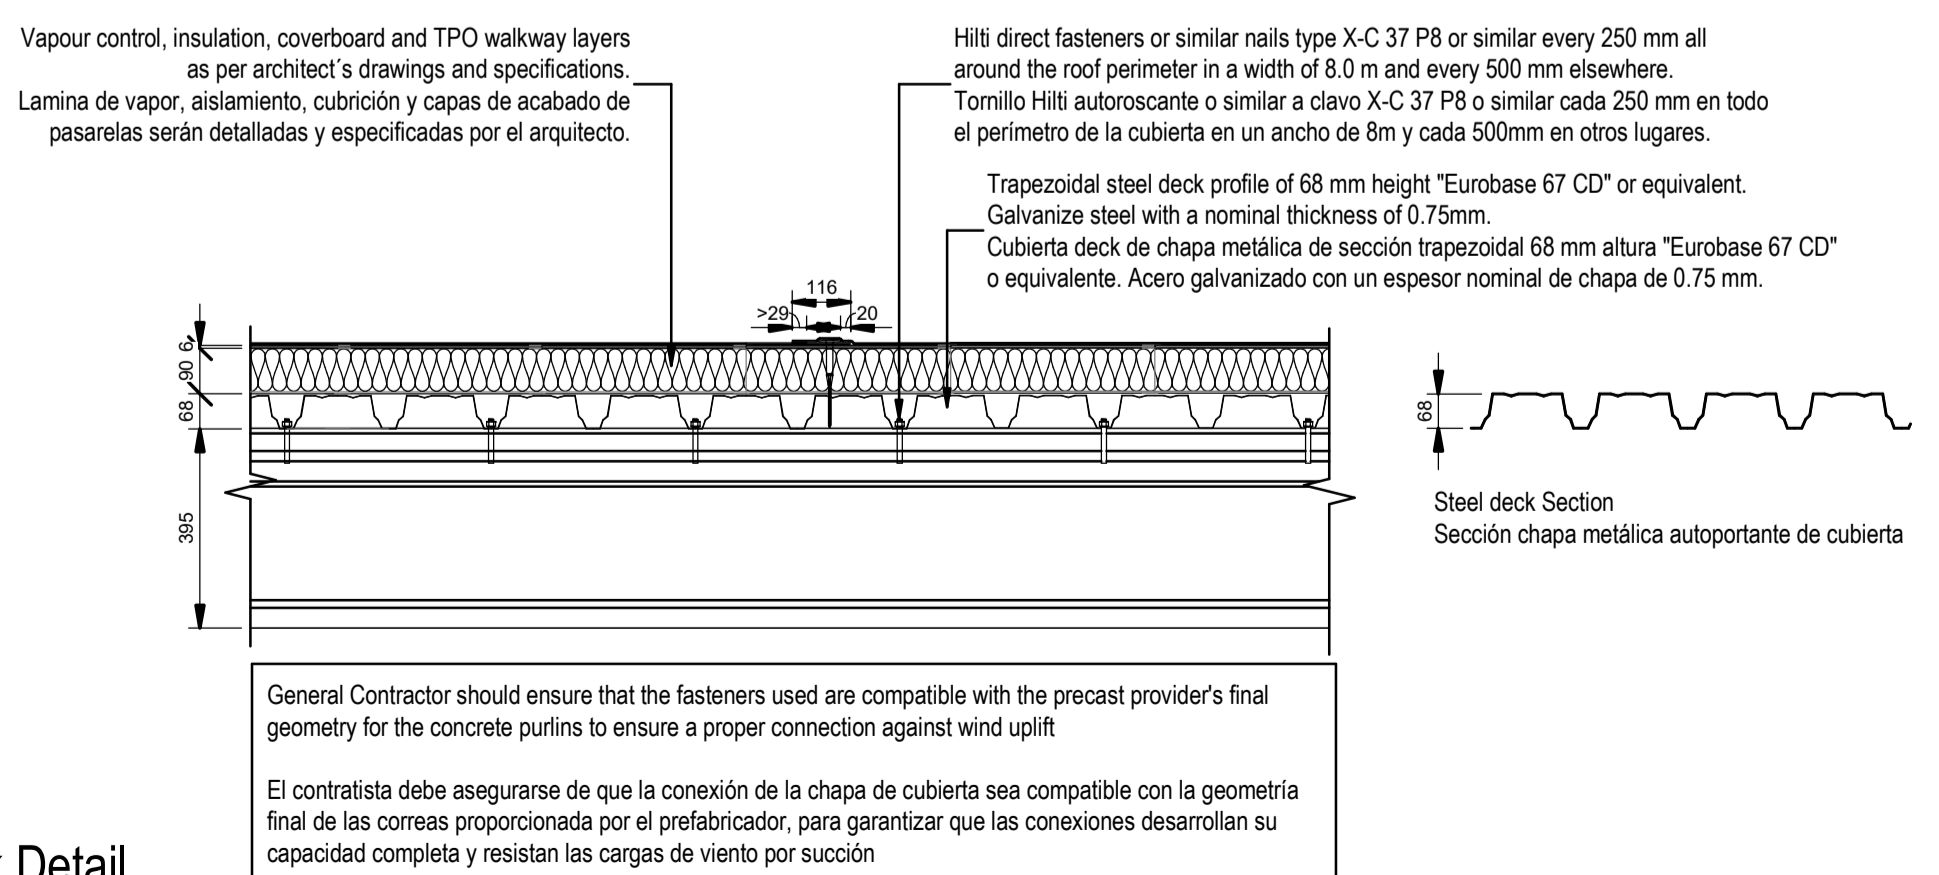 Vapour control, insulation, coverboard and TPO walkway layers
as per architect´s drawings and specifications.
Lamina de vapor, aislamiento, cubrición y capas de acabado de
pasarelas serán detalladas y especificadas por el arquitecto.
Hilti direct fasteners or similar nails type X-C 37 P8 or similar every 250 mm all
around the roof perimeter in a width of 8.0 m and every 500 mm elsewhere.
Tornillo Hilti autoroscante o similar a clavo X-C 37 P8 o similar cada 250 mm en todo
el perímetro de la cubierta en un ancho de 8m y cada 500mm en otros lugares.
Trapezoidal steel deck profile of 68 mm height "Eurobase 67 CD" or equivalent.
Galvanize steel with a nominal thickness of 0.75mm.
Cubierta deck de chapa metálica de sección trapezoidal 68 mm altura "Eurobase 67 CD"
o equivalente. Acero galvanizado con un espesor nominal de chapa de 0.75 mm.
116
>29
20
6
90
68
395
68
Steel deck Section
Sección chapa metálica autoportante de cubierta
General Contractor should ensure that the fasteners used are compatible with the precast provider's final
geometry for the concrete purlins to ensure a proper connection against wind uplift
El contratista debe asegurarse de que la conexión de la chapa de cubierta sea compatible con la geometría
final de las correas proporcionada por el prefabricador, para garantizar que las conexiones desarrollan su
capacidad completa y resistan las cargas de viento por succión
Detail